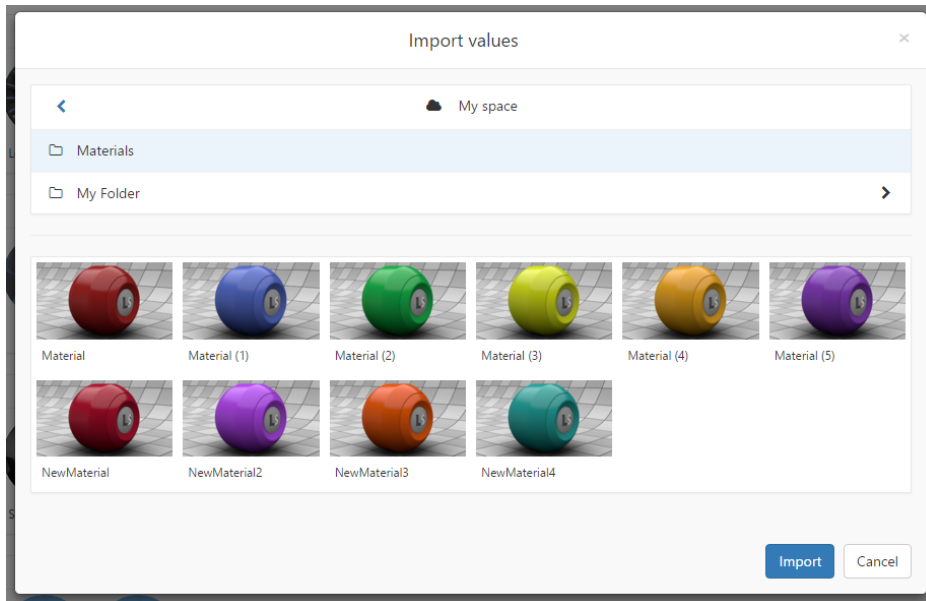 Import values
×
My space
Materials
My Folder
Material
Material (1)
Material (2)
Material (3)
Material (4)
Material (5)
NewMaterial
NewMaterial2
NewMaterial3
NewMaterial4
Import
Cancel